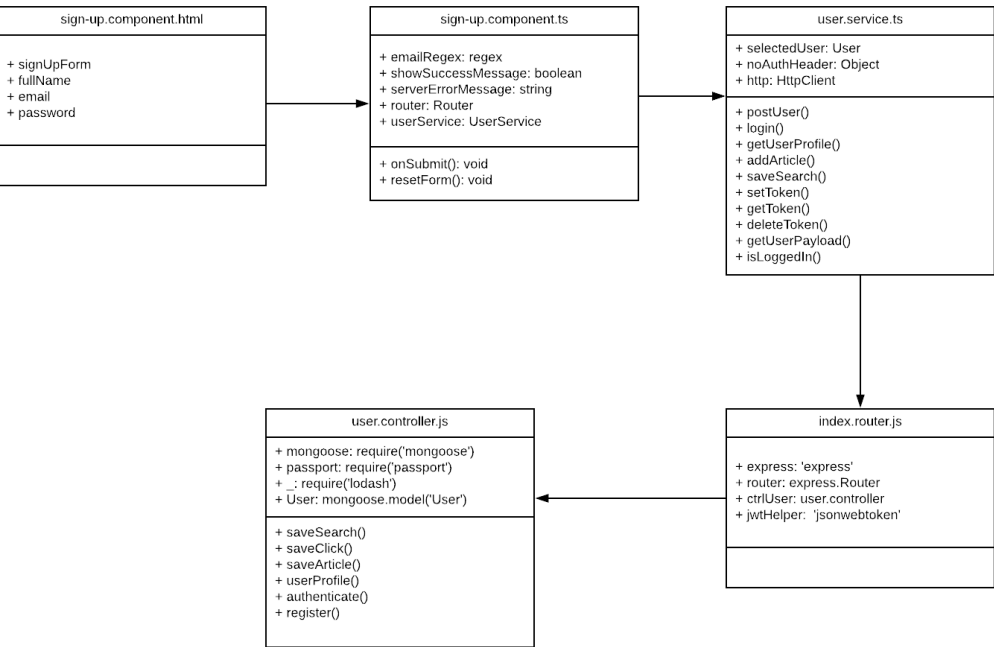 sign-up.component.html
+ signUpForm
+ fullName
+ email
+ password
sign-up.component.ts
+ emailRegex: regex
+ showSuccessMessage: boolean
+ serverErrorMessage: string
+ router: Router
+ userService: UserService
+ onSubmit(): void
+ resetForm(): void
user.service.ts
+ selectedUser: User
+ noAuthHeader: Object
+ http: HttpClient
+ postUser()
+ login()
+ getUserProfile()
+ addArticle()
+ saveSearch()
+ setToken()
+ getToken()
+ deleteToken()
+ getUserPayload()
+ isLoggedIn()
user.controller.js
+ mongoose: require('mongoose')
+ passport: require('passport')
+ _: require('lodash')
+ User: mongoose.model('User')
+ saveSearch()
+ saveClick()
+ saveArticle()
+ userProfile()
+ authenticate()
+ register()
index.router.js
+ express: 'express'
+ router: express.Router
+ ctrlUser: user.controller
+ jwtHelper: 'jsonwebtoken'